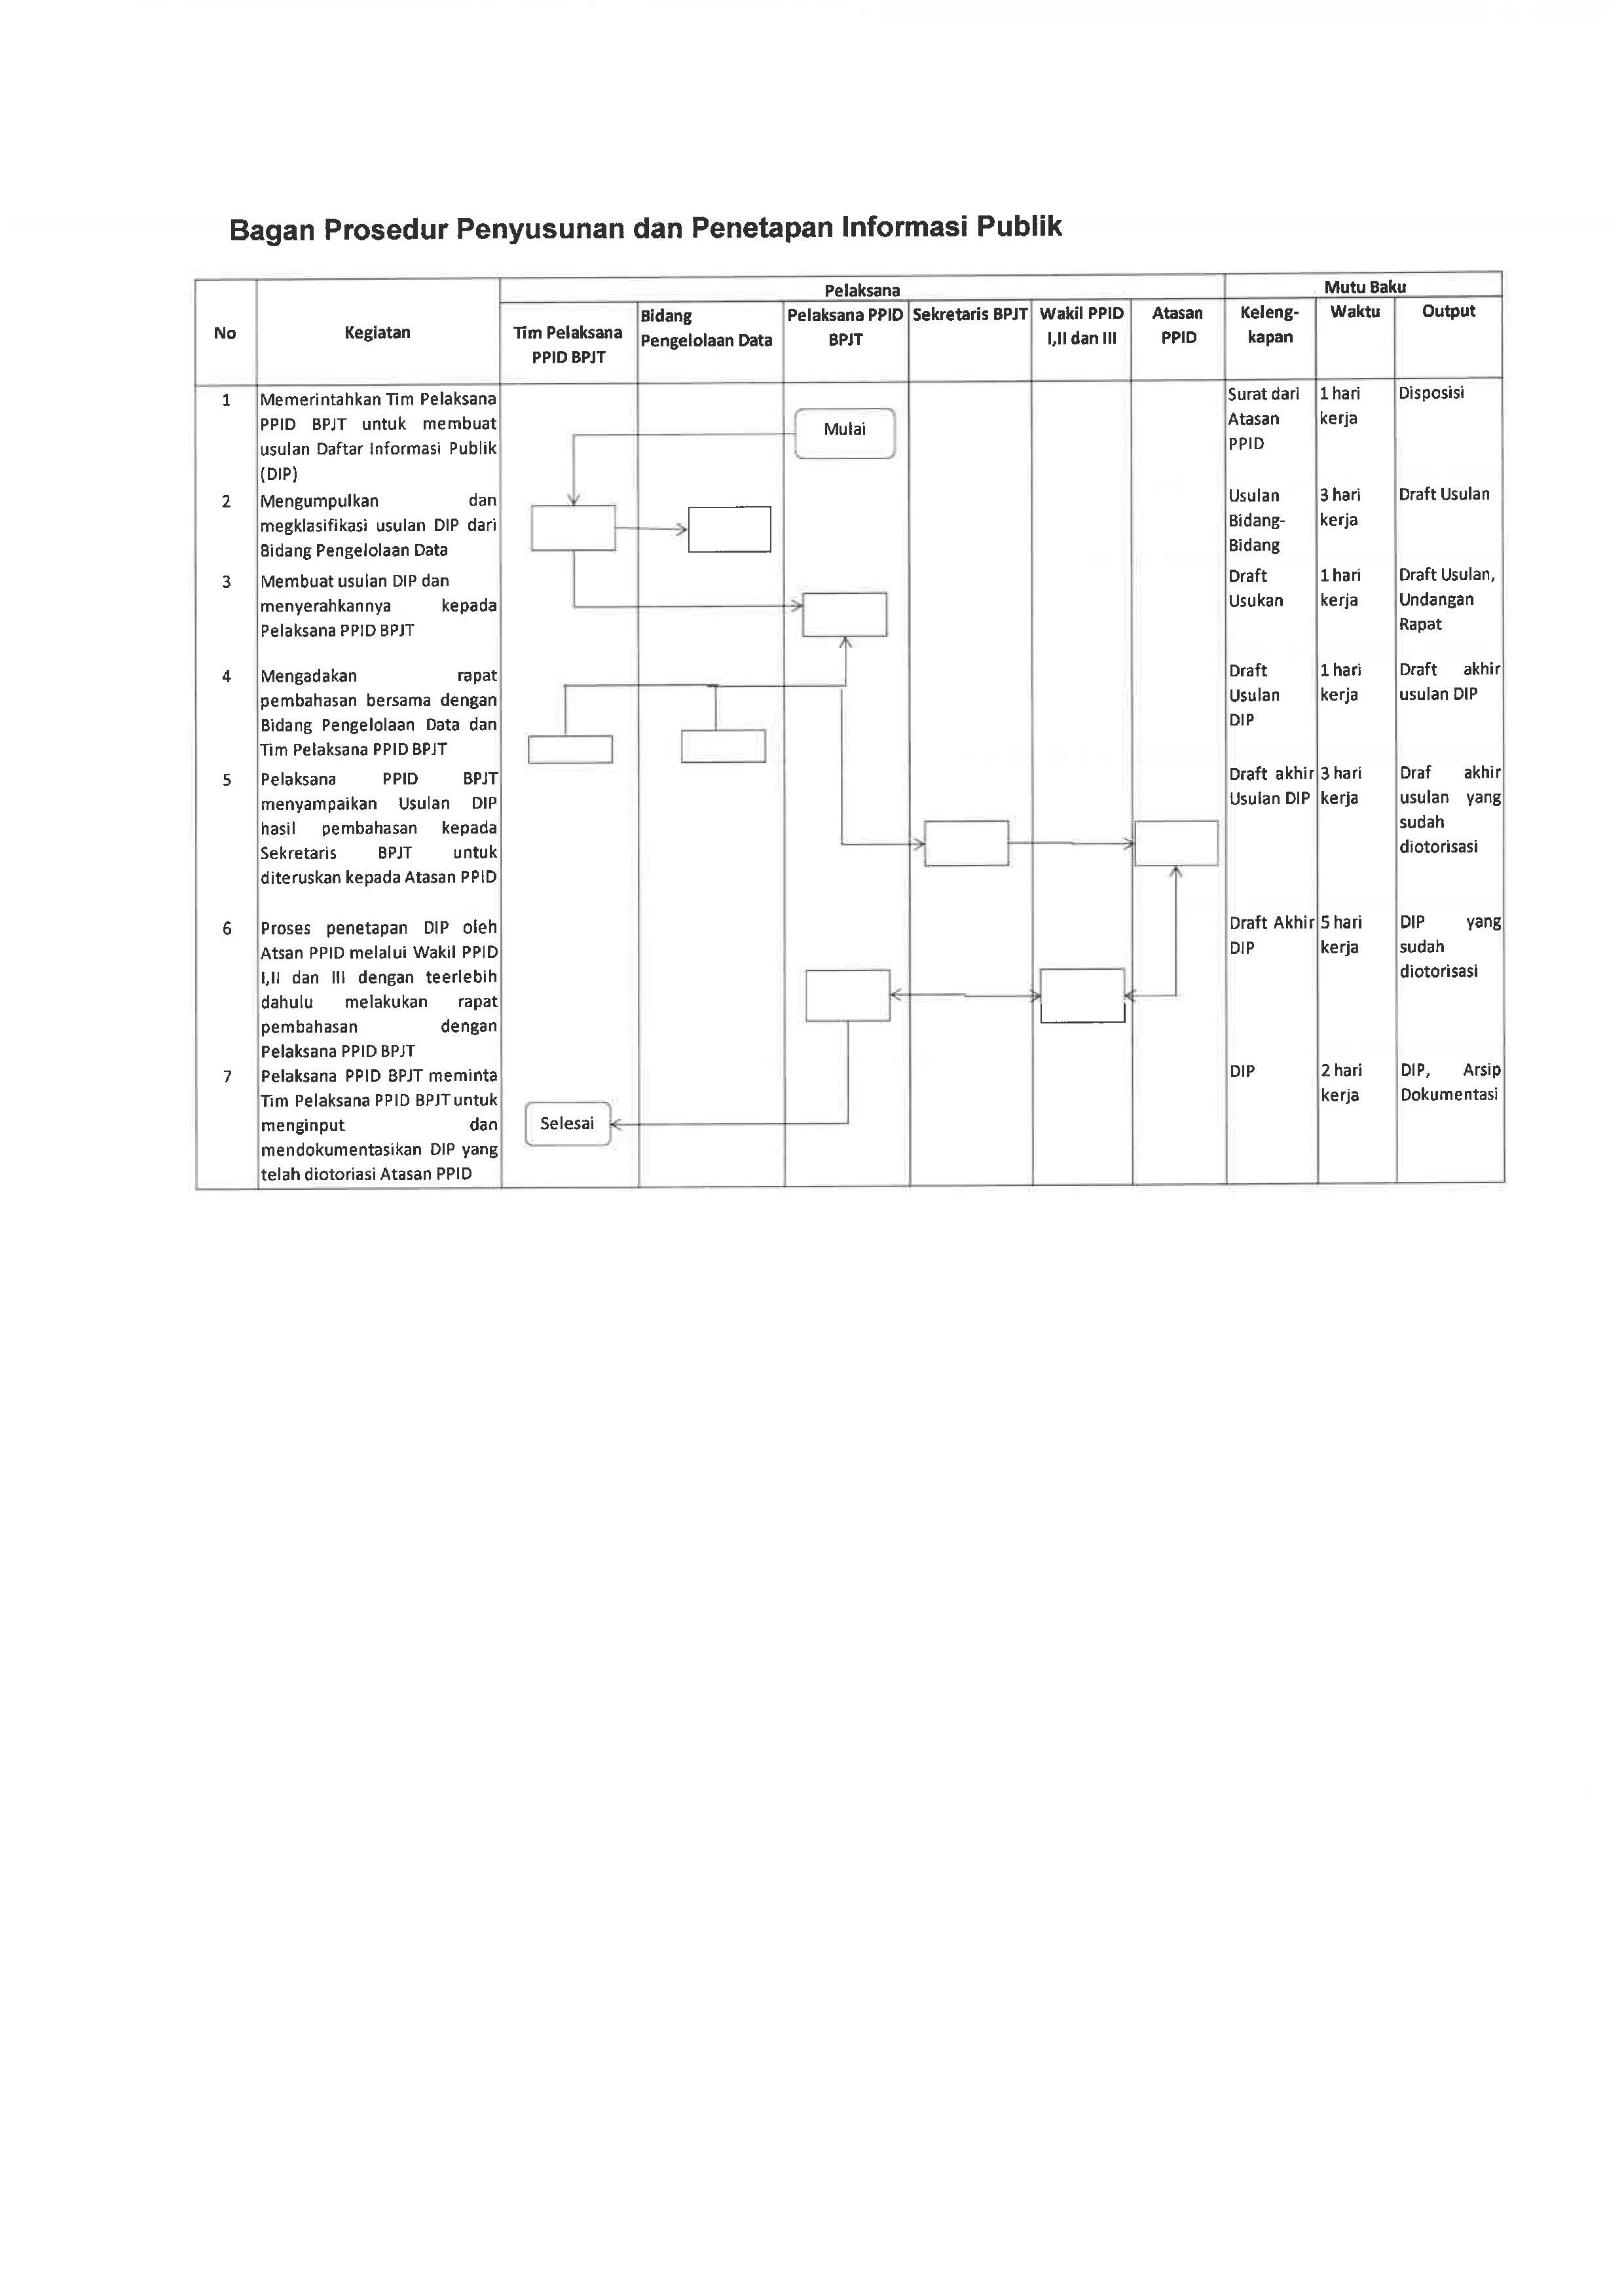 Bagan Prosedur Penyusunan dan Penetapan Informasi Publik
Pelaksana
Mutu Baku
No
Kegiatan
Tim Pelaksana
PPID BPJT
Bidang
Pengelolaan Data
Pelaksana PPID
BPJT
Sekretaris BPJT
Wakil PPID
I,II dan III
Atasan
PPID
Keleng-
kapan
Waktu
Output
1
Memerintahkan Tim Pelaksana
PPID BPJT untuk membuat
usulan Daftar Informasi Publik
(DIP)
Mulai
Surat dari
Atasan
PPID
1 hari
kerja
Disposisi
2
Mengumpulkan dan
megklasifikasi usulan DIP dari
Bidang Pengelolaan Data
Usulan
Bidang-
Bidang
3 hari
kerja
Draft Usulan
3
Membuat usulan DIP dan
menyerahkannya kepada
Pelaksana PPID BPJT
Draft
Usukan
1 hari
kerja
Draft Usulan,
Undangan
Rapat
4
Mengadakan rapat
pembahasan bersama dengan
Bidang Pengelolaan Data dan
Tim Pelaksana PPID BPJT
Draft
Usulan
DIP
1 hari
kerja
Draft akhir
usulan DIP
5
Pelaksana PPID BPJT
menyampaikan Usulan DIP
hasil pembahasan kepada
Sekretaris BPJT untuk
diteruskan kepada Atasan PPID
Draft akhir
Usulan DIP
3 hari
kerja
Draf akhir
usulan yang
sudah
diotorisasi
6
Proses penetapan DIP oleh
Atsan PPID melalui Wakil PPID
I,II dan III dengan teerlebih
dahulu melakukan rapat
pembahasan dengan
Pelaksana PPID BPJT
Draft Akhir
DIP
5 hari
kerja
DIP yang
sudah
diotorisasi
7
Pelaksana PPID BPJT meminta
Tim Pelaksana PPID BPJT untuk
menginput dan
mendokumentasikan DIP yang
telah diotoriasi Atasan PPID
Selesai
DIP
2 hari
kerja
DIP, Arsip
Dokumentasi